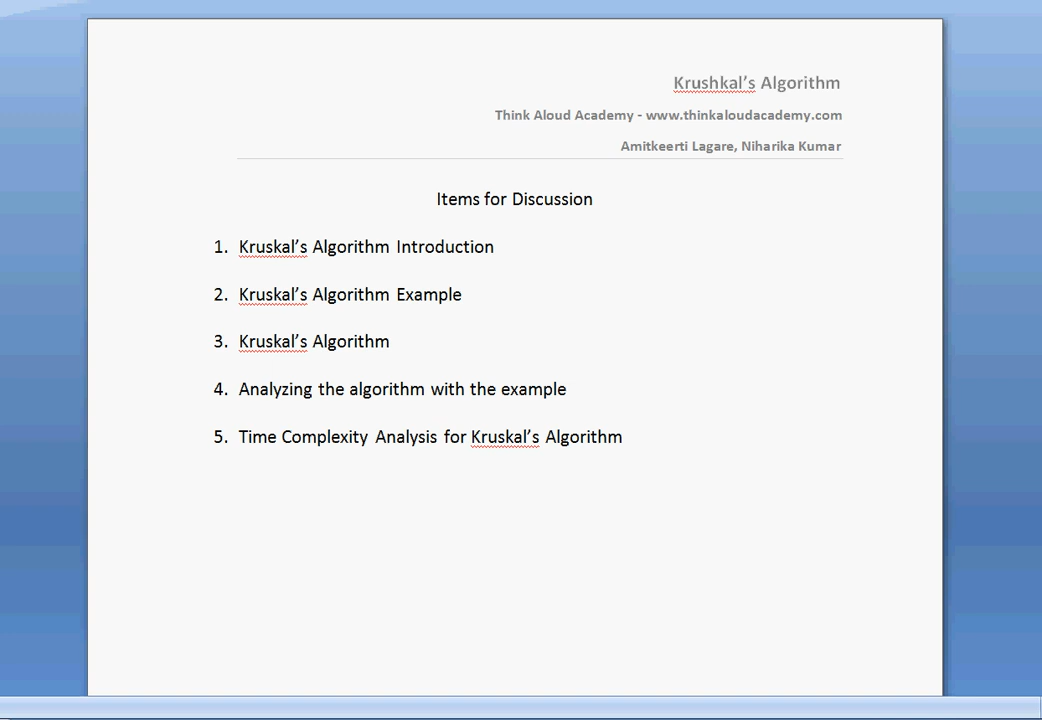 Krushkal’s Algorithm
Think Aloud Academy - www.thinkaloudacademy.com
Amitkeerti Lagare, Niharika Kumar
Items for Discussion
1. Kruskal’s Algorithm Introduction
2. Kruskal’s Algorithm Example
3. Kruskal’s Algorithm
4. Analyzing the algorithm with the example
5. Time Complexity Analysis for Kruskal’s Algorithm